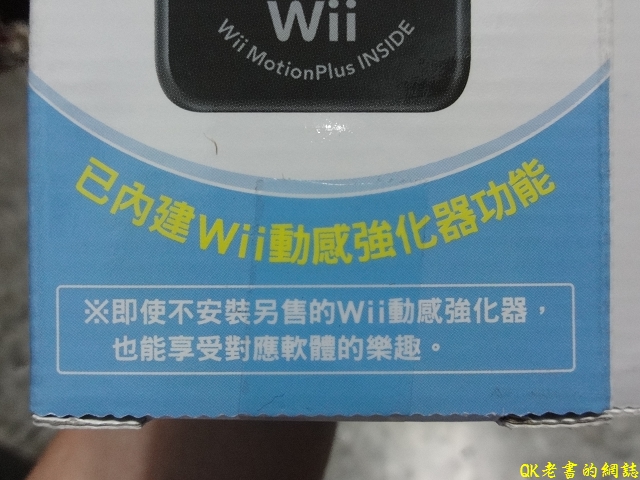 Wii
Wii MotionPlus INSIDE
已內建Wii動感強化器功能
※即使不安裝另售的Wii動感強化器，
也能享受對應軟體的樂趣。
QK老書的網誌